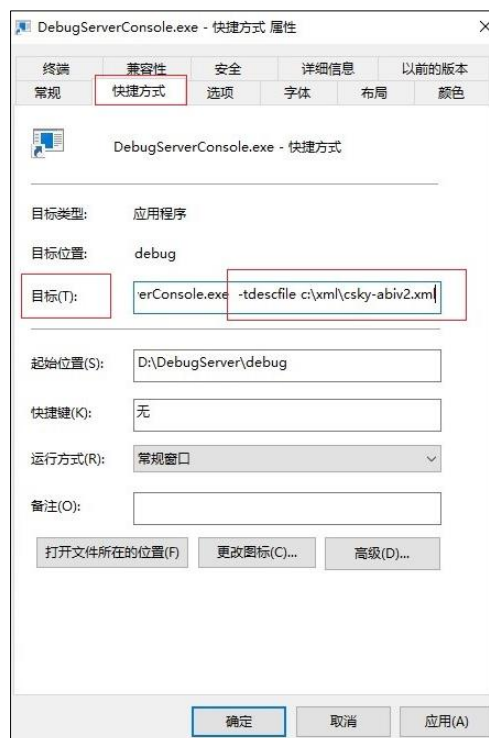 DebugServerConsole.exe - 快捷方式 属性
终端 兼容性 安全 详细信息 以前的版本
常规 快捷方式 选项 字体 布局 颜色
DebugServerConsole.exe - 快捷方式
目标类型: 应用程序
目标位置: debug
目标(T): erConsole.exe -tdescfile c:\xml\csky-abiv2.xml
起始位置(S): D:\DebugServer\debug
快捷键(K): 无
运行方式(R): 常规窗口
备注(O):
打开文件所在的位置(F) 更改图标(C)... 高级(D)...
确定 取消 应用(A)